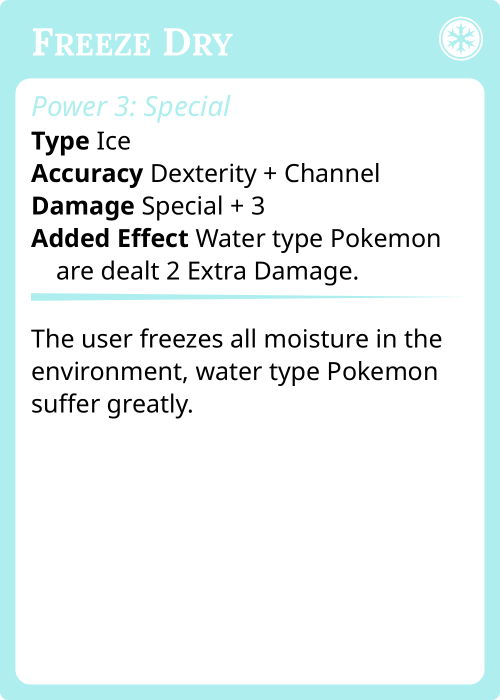 Freeze Dry
Power 3: Special
Type Ice
Accuracy Dexterity + Channel
Damage Special + 3
Added Effect Water type Pokemon
are dealt 2 Extra Damage.
The user freezes all moisture in the
environment, water type Pokemon
suffer greatly.